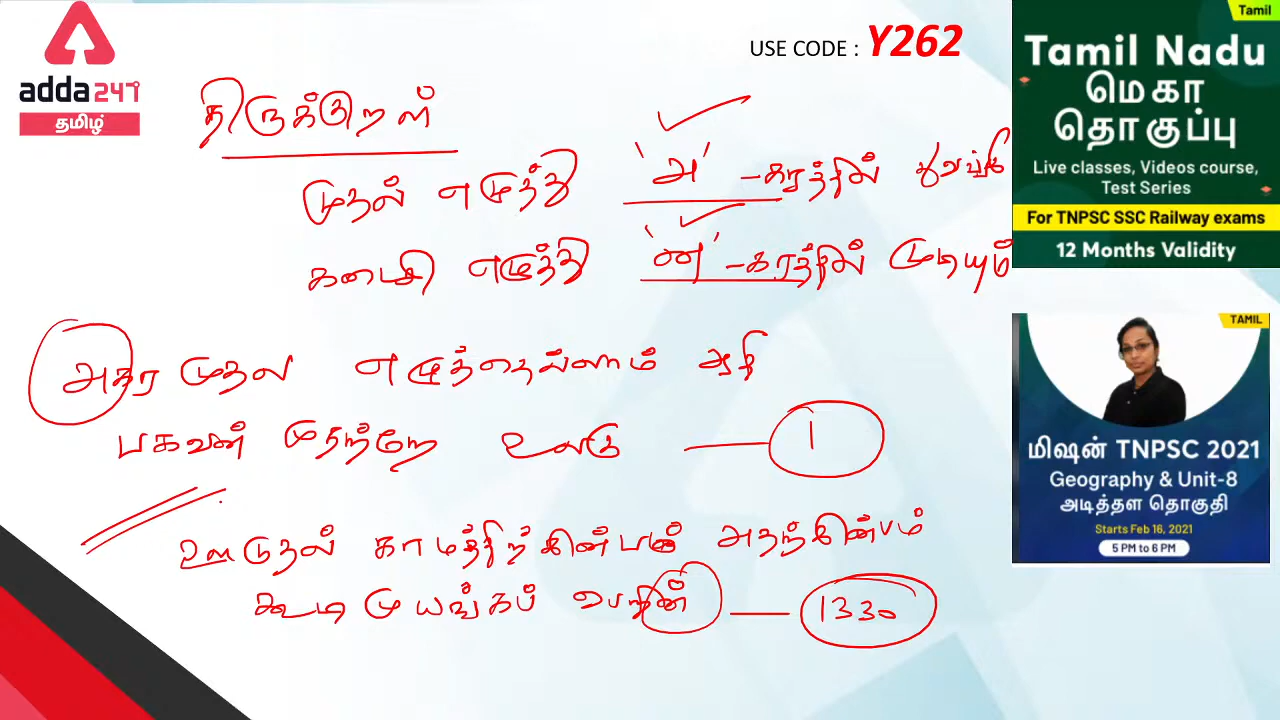 adda247
தமிழ்
USE CODE : Y262
திருக்குறள்
முதல் எழுத்து 'அ' -கரத்தில் துவங்கி
கடைசி எழுத்து 'ன' -கரத்தில் முடியும்
அகர முதல எழுத்தெல்லாம் ஆதி
பகவன் முதற்றே உலகு — 1
ஊடுதல் காமத்திற்கின்பம் அதற்கின்பம்
கூடி முயங்கப் பெறின் — 1330
Tamil
Tamil Nadu
மெகா
தொகுப்பு
Live classes, Videos course,
Test Series
For TNPSC SSC Railway exams
12 Months Validity
TAMIL
மிஷன் TNPSC 2021
Geography & Unit-8
அடித்தள தொகுதி
Starts Feb 16, 2021
5 PM to 6 PM